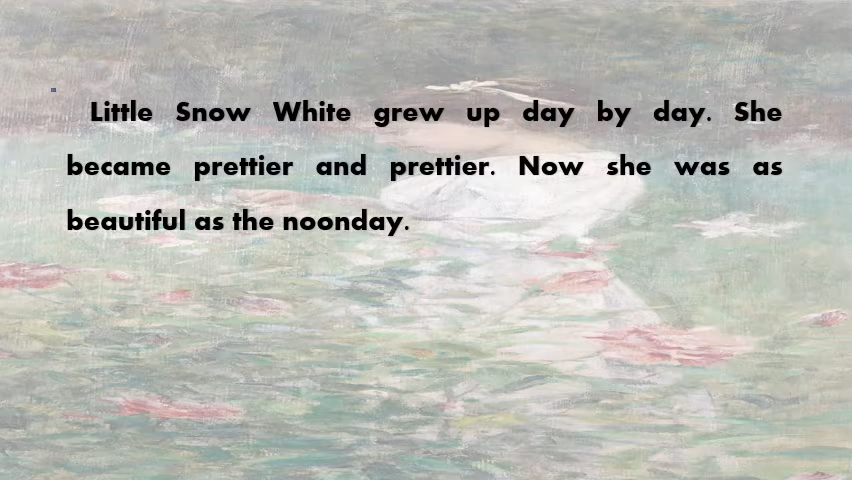 Little Snow White grew up day by day. She
became prettier and prettier. Now she was as
beautiful as the noonday.